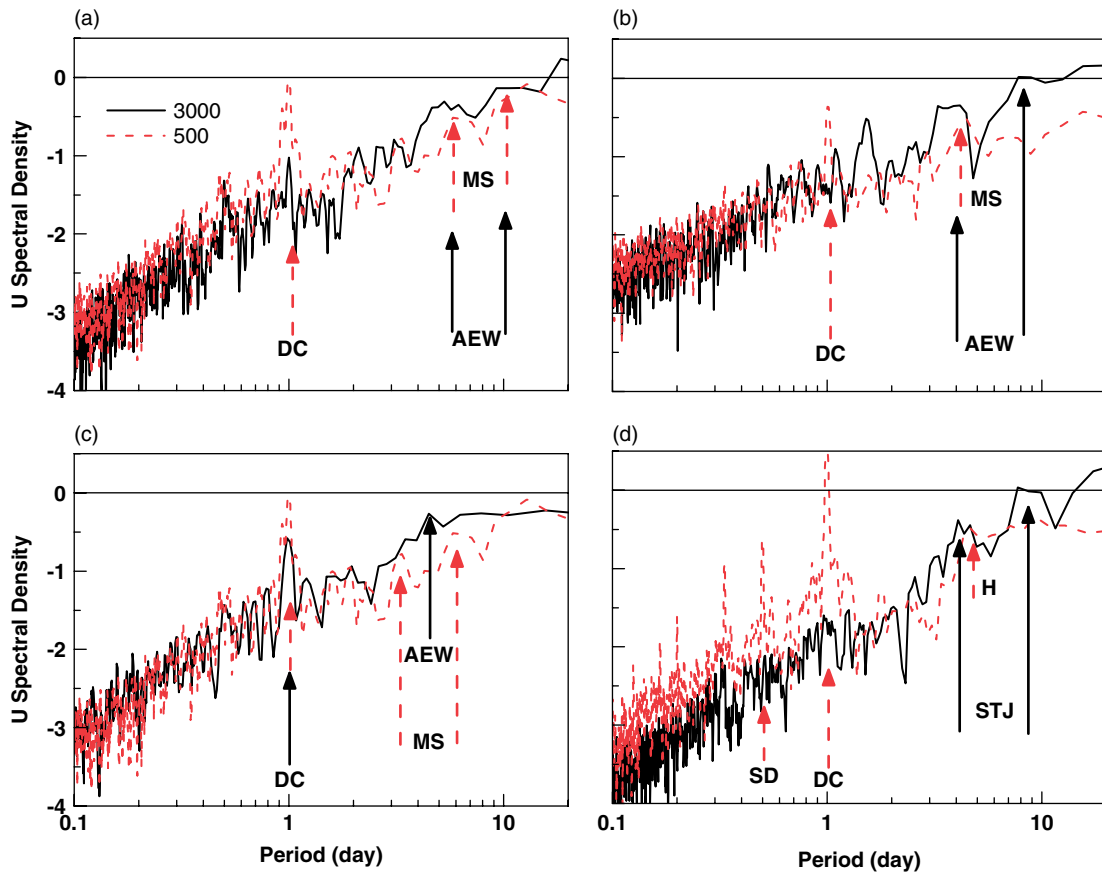 (a)
(b)
0
-1
-2
-3
-4
U Spectral Density
3000
500
MS
DC
AEW
MS
DC
AEW
(c)
(d)
0
-1
-2
-3
-4
U Spectral Density
AEW
MS
DC
H
STJ
SD
DC
0.1
1
10
0.1
1
10
Period (day)
Period (day)